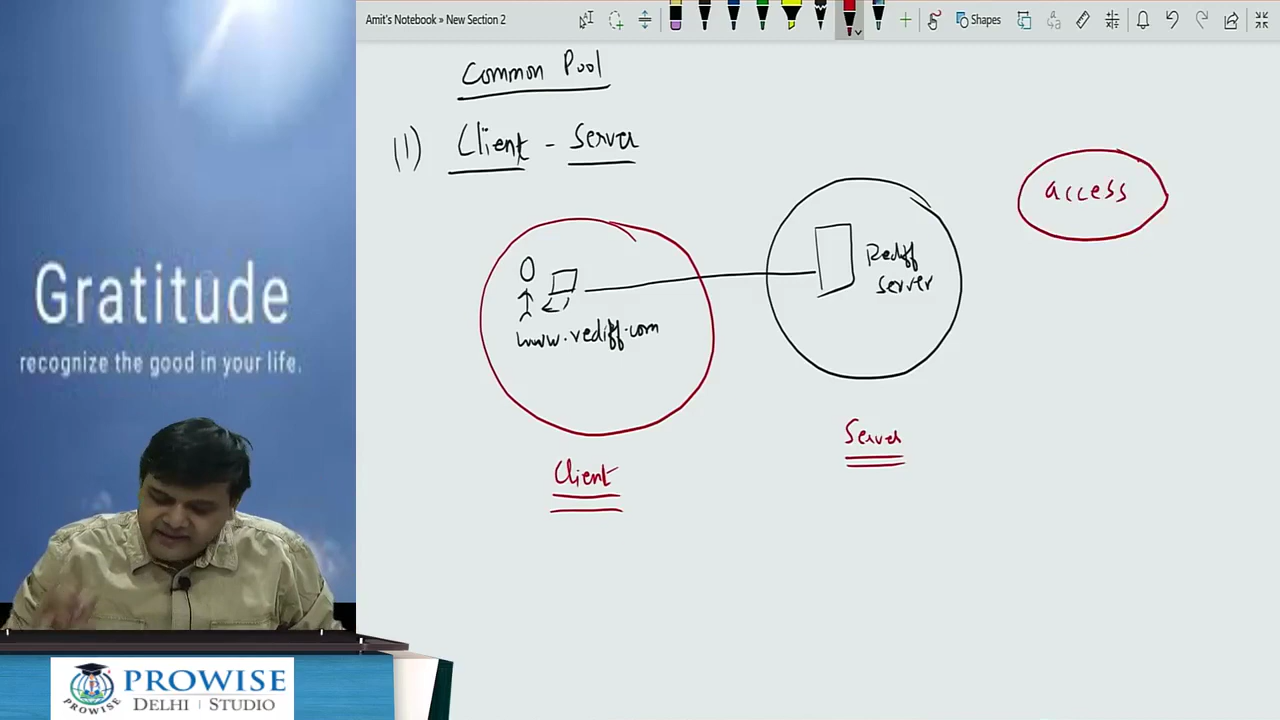 Amit's Notebook » New Section 2
Shapes
Common Pool
(1) Client - Server
access
Rediff
Server
www.rediff.com
Server
Client
Gratitude
recognize the good in your life.
PROWISE
PROWISE
DELHI | STUDIO